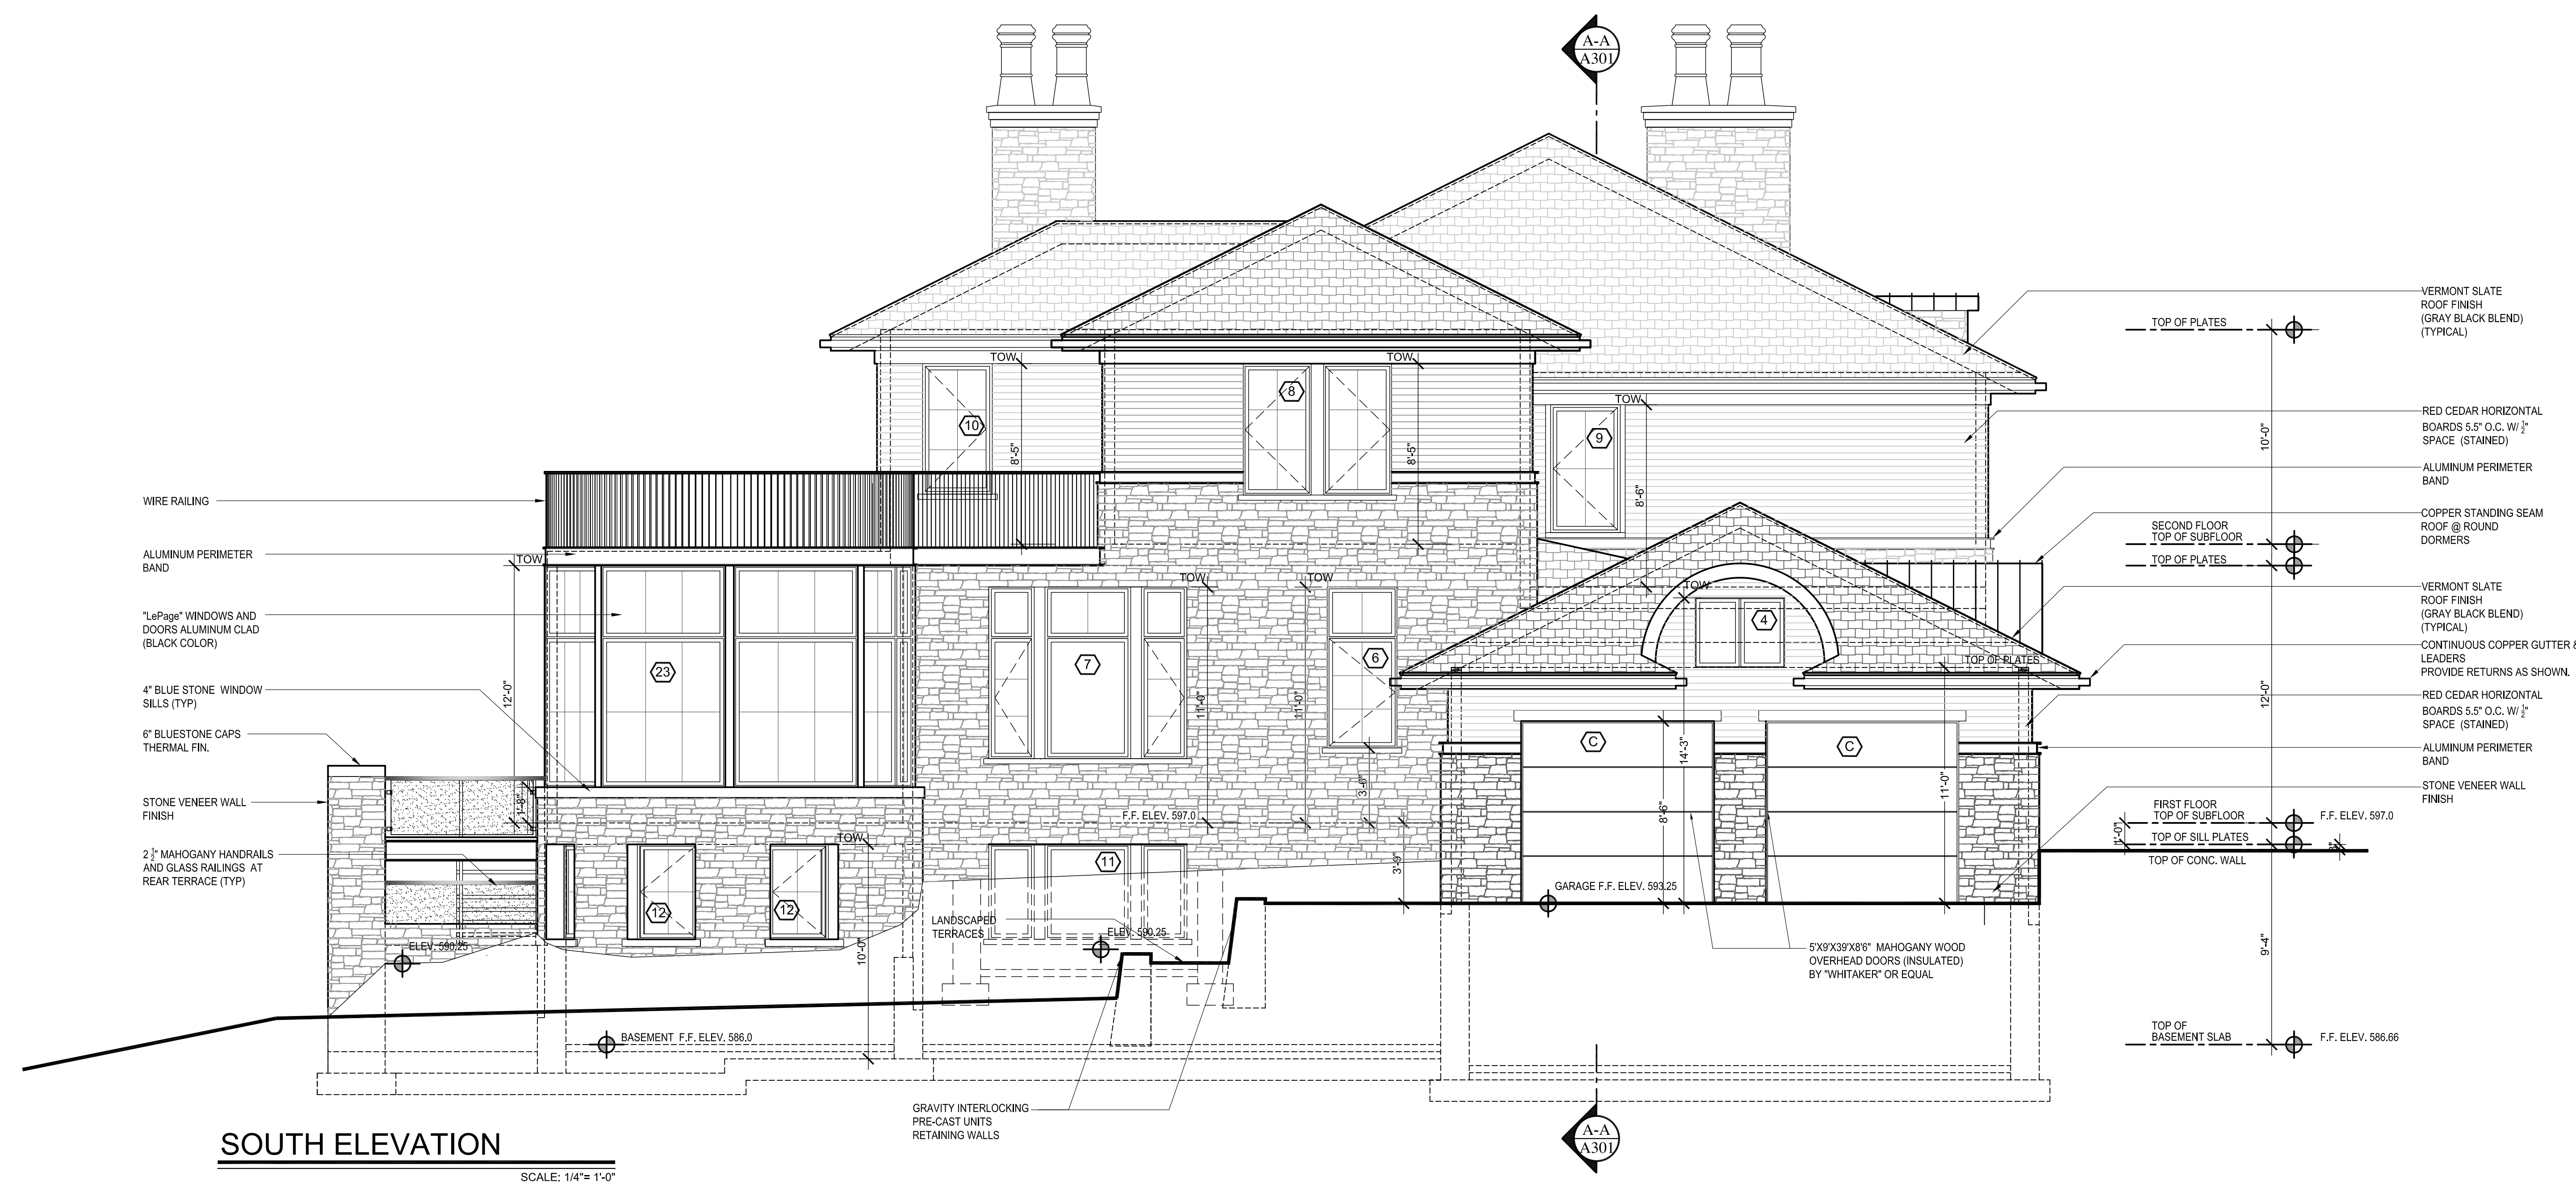 A-A
A301
TOW
TOW
TOW
10
8
9
8'-5"
8'-5"
8'-6"
WIRE RAILING
ALUMINUM PERIMETER
BAND
"LePage" WINDOWS AND
DOORS ALUMINUM CLAD
(BLACK COLOR)
4" BLUE STONE WINDOW
SILLS (TYP)
6" BLUESTONE CAPS
THERMAL FIN.
STONE VENEER WALL
FINISH
2 1/2" MAHOGANY HANDRAILS
AND GLASS RAILINGS AT
REAR TERRACE (TYP)
TOW
TOW
TOW
TOW
23
7
6
4
12'-0"
11'-0"
11'-0"
3'-0"
1'-8"
TOP OF PLATES
C
C
14'-3"
8'-6"
11'-0"
F.F. ELEV. 597.0
TOW
11
12
12
3'-9"
10'-0"
GARAGE F.F. ELEV. 593.25
LANDSCAPED
TERRACES
ELEV. 590.25
ELEV. 590.25
5'X9'X39'X8'6" MAHOGANY WOOD
OVERHEAD DOORS (INSULATED)
BY "WHITAKER" OR EQUAL
BASEMENT F.F. ELEV. 586.0
GRAVITY INTERLOCKING
PRE-CAST UNITS
RETAINING WALLS
A-A
A301
TOP OF PLATES
10'-0"
SECOND FLOOR
TOP OF SUBFLOOR
TOP OF PLATES
12'-0"
FIRST FLOOR
TOP OF SUBFLOOR
F.F. ELEV. 597.0
1'-0"
TOP OF SILL PLATES
TOP OF CONC. WALL
9'-4"
TOP OF
BASEMENT SLAB
F.F. ELEV. 586.66
VERMONT SLATE
ROOF FINISH
(GRAY BLACK BLEND)
(TYPICAL)
RED CEDAR HORIZONTAL
BOARDS 5.5" O.C. W/ 1/2"
SPACE (STAINED)
ALUMINUM PERIMETER
BAND
COPPER STANDING SEAM
ROOF @ ROUND
DORMERS
VERMONT SLATE
ROOF FINISH
(GRAY BLACK BLEND)
(TYPICAL)
CONTINUOUS COPPER GUTTER &
LEADERS
PROVIDE RETURNS AS SHOWN.
RED CEDAR HORIZONTAL
BOARDS 5.5" O.C. W/ 1/2"
SPACE (STAINED)
ALUMINUM PERIMETER
BAND
STONE VENEER WALL
FINISH
SOUTH ELEVATION
SCALE: 1/4"= 1'-0"